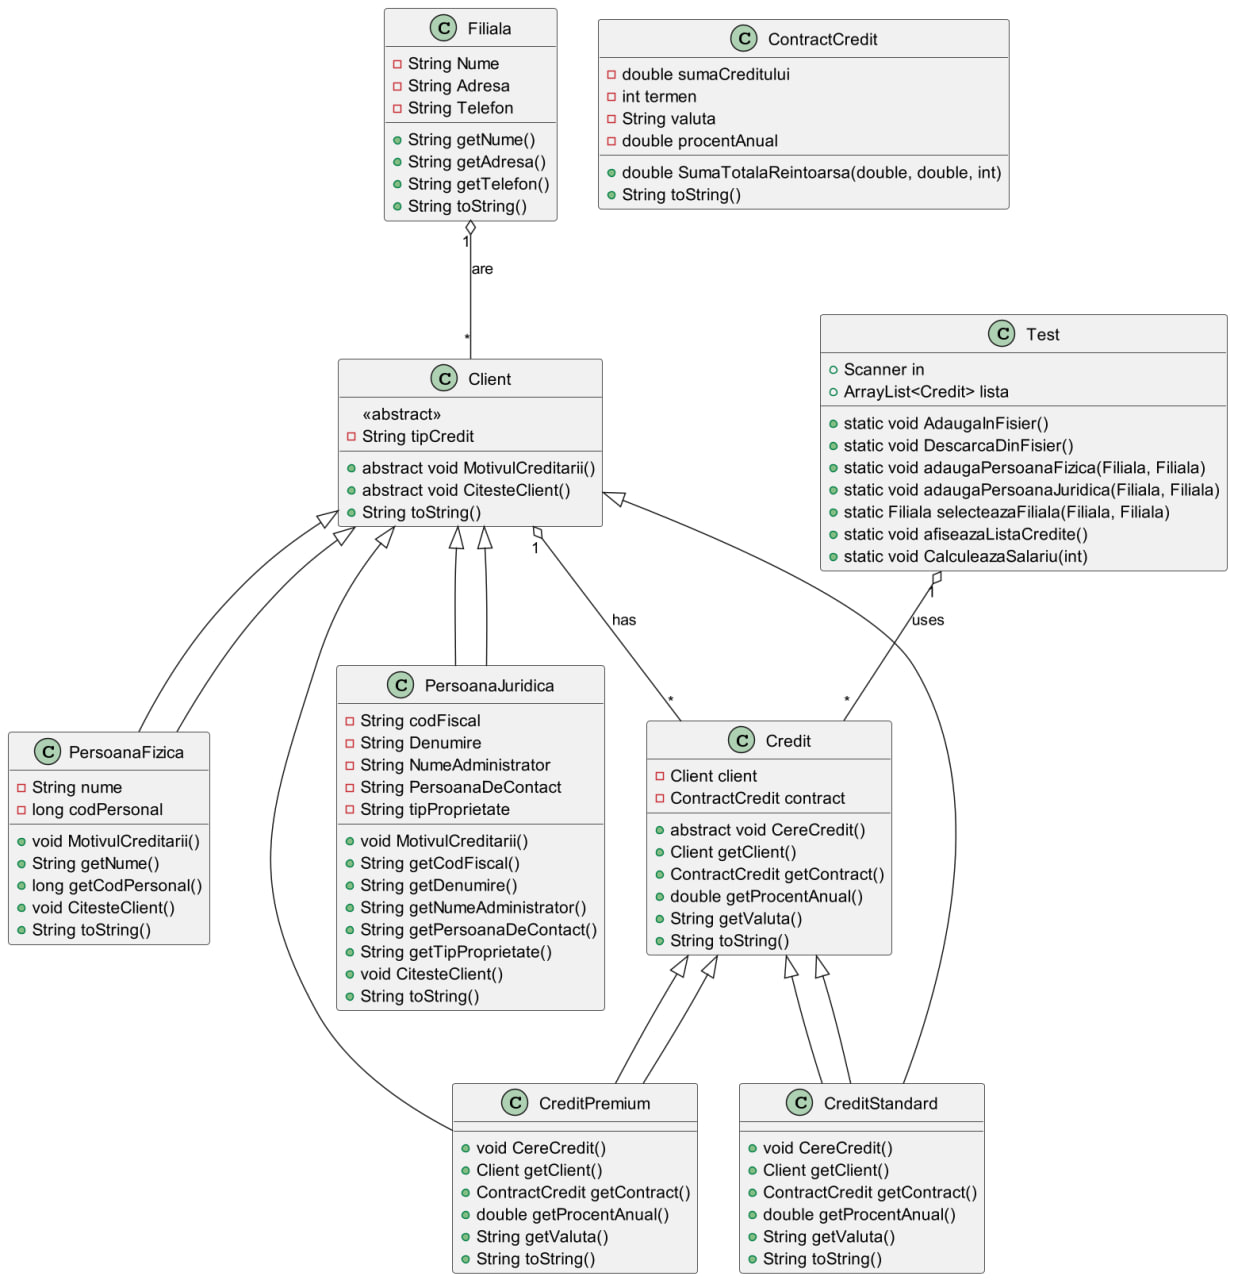 C Filiala
String Nume
String Adresa
String Telefon
String getNume()
String getAdresa()
String getTelefon()
String toString()
C ContractCredit
double sumaCreditului
int termen
String valuta
double procentAnual
double SumaTotalaReintoarsa(double, double, int)
String toString()
1
are
*
C Client
«abstract»
String tipCredit
abstract void MotivulCreditarii()
abstract void CitesteClient()
String toString()
C Test
Scanner in
ArrayList<Credit> lista
static void AdaugaInFisier()
static void DescarcaDinFisier()
static void adaugaPersoanaFizica(Filiala, Filiala)
static void adaugaPersoanaJuridica(Filiala, Filiala)
static Filiala selecteazaFiliala(Filiala, Filiala)
static void afiseazaListaCredite()
static void CalculeazaSalariu(int)
1
has
*
1
uses
*
C PersoanaFizica
String nume
long codPersonal
void MotivulCreditarii()
String getNume()
long getCodPersonal()
void CitesteClient()
String toString()
C PersoanaJuridica
String codFiscal
String Denumire
String NumeAdministrator
String PersoanaDeContact
String tipProprietate
void MotivulCreditarii()
String getCodFiscal()
String getDenumire()
String getNumeAdministrator()
String getPersoanaDeContact()
String getTipProprietate()
void CitesteClient()
String toString()
C Credit
Client client
ContractCredit contract
abstract void CereCredit()
Client getClient()
ContractCredit getContract()
double getProcentAnual()
String getValuta()
String toString()
C CreditPremium
void CereCredit()
Client getClient()
ContractCredit getContract()
double getProcentAnual()
String getValuta()
String toString()
C CreditStandard
void CereCredit()
Client getClient()
ContractCredit getContract()
double getProcentAnual()
String getValuta()
String toString()